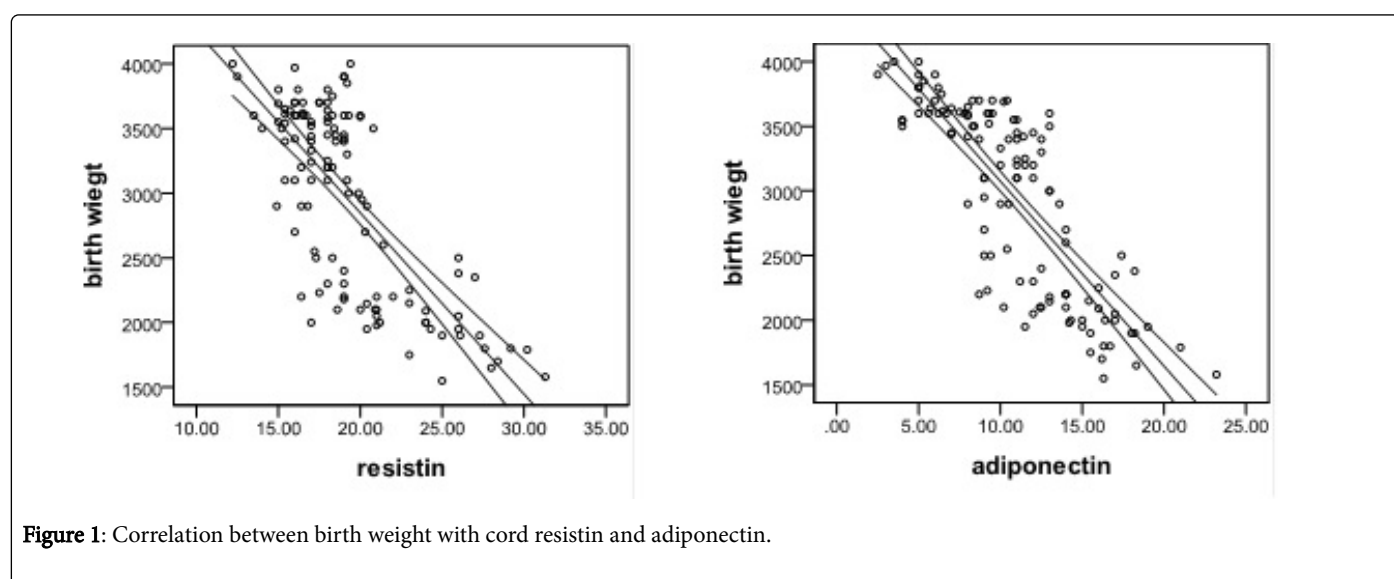 birth wiegt
4000
3500
3000
2500
2000
1500
10.00 15.00 20.00 25.00 30.00 35.00
resistin
birth wiegt
4000
3500
3000
2500
2000
1500
.00 5.00 10.00 15.00 20.00 25.00
adiponectin
Figure 1: Correlation between birth weight with cord resistin and adiponectin.